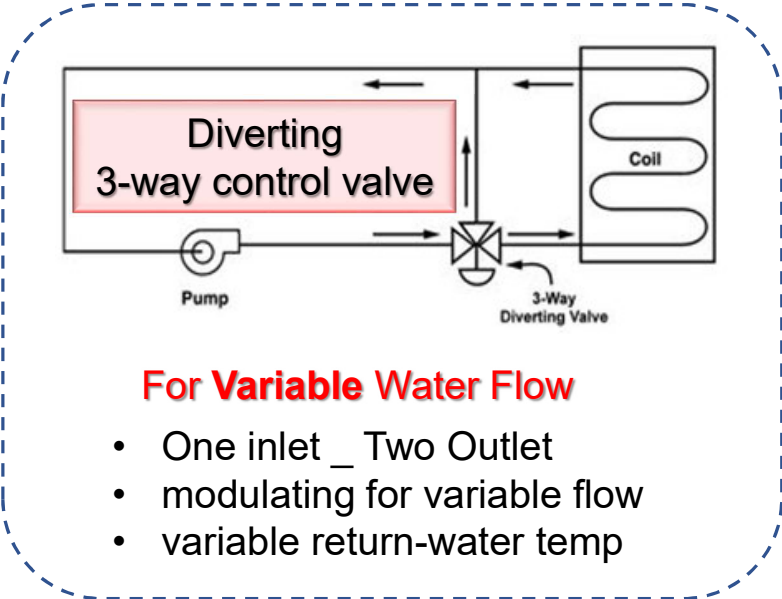 Diverting
3-way control valve
Coil
Pump
3-Way
Diverting Valve
For Variable Water Flow
• One inlet _ Two Outlet
• modulating for variable flow
• variable return-water temp